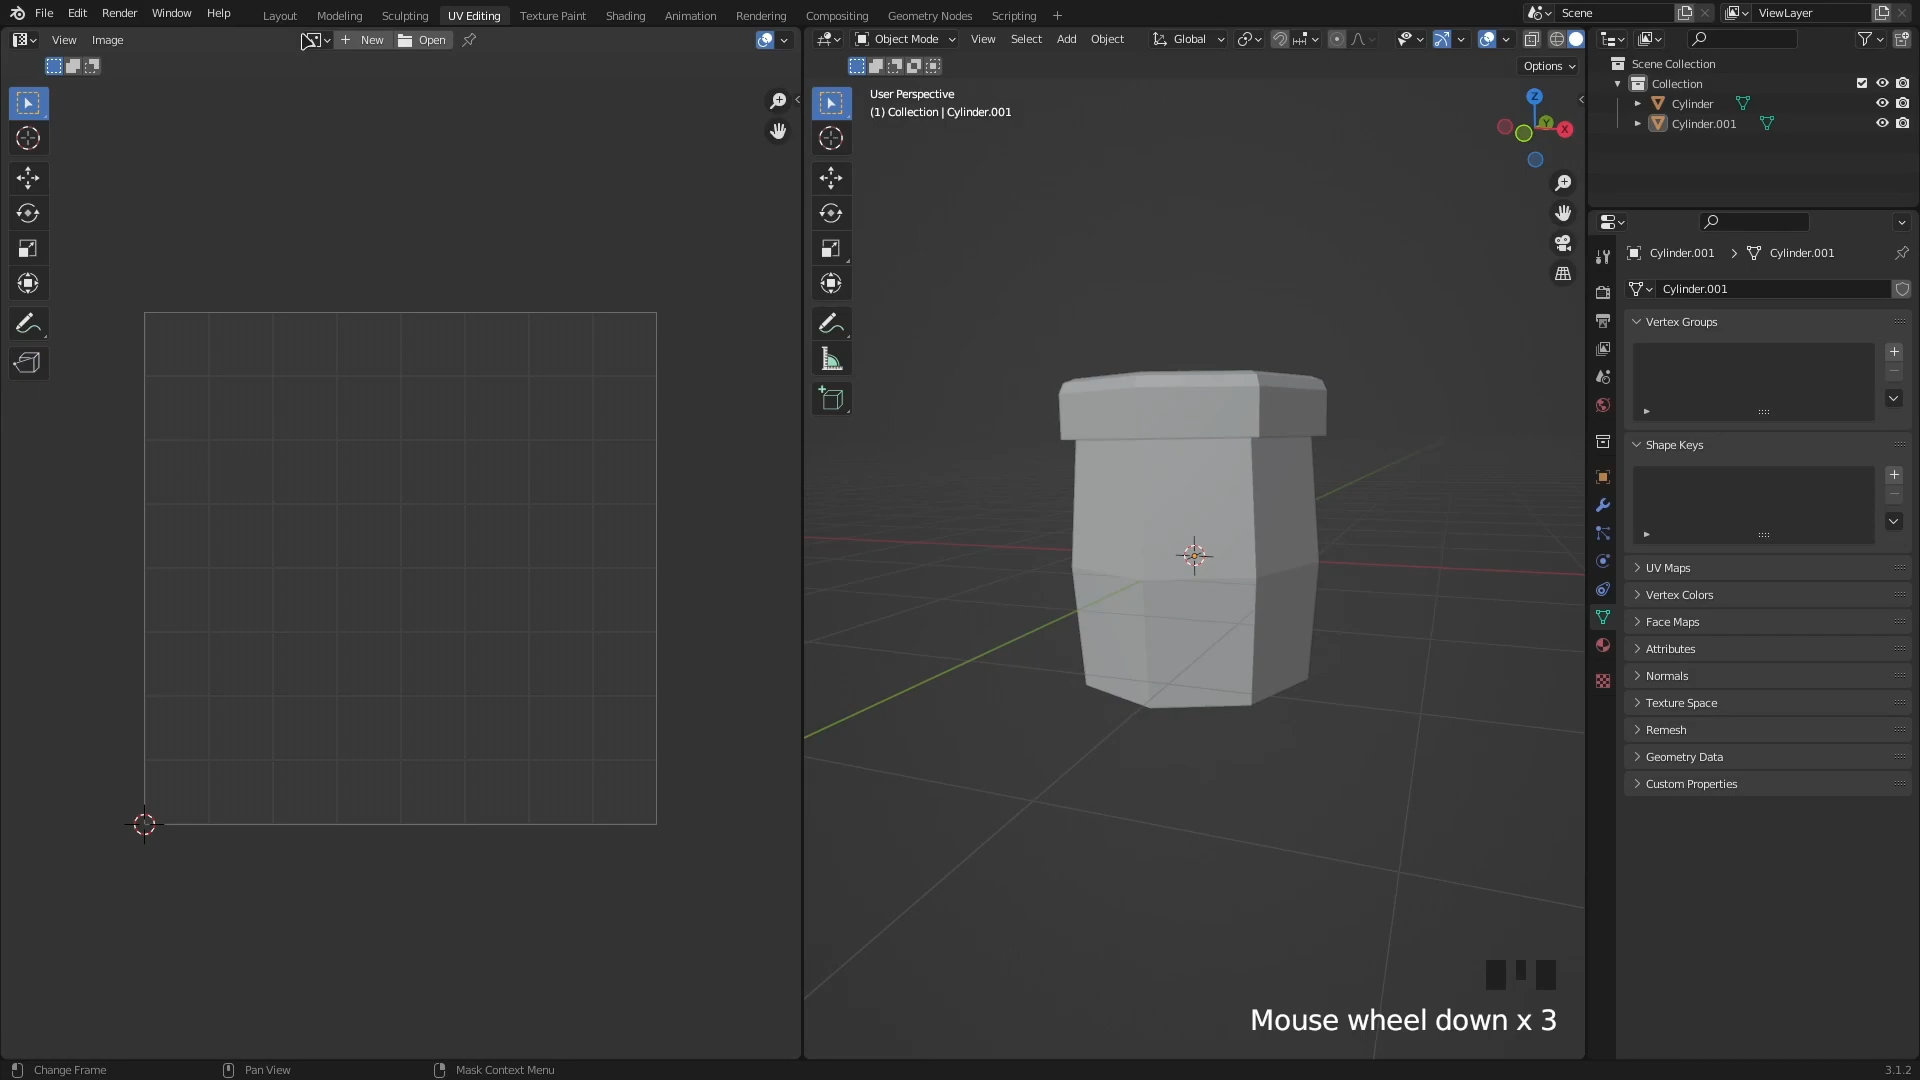 File Edit Render Window Help
Layout Modeling Sculpting UV Editing Texture Paint Shading Animation Rendering Compositing Geometry Nodes Scripting +
Scene
ViewLayer
View Image
New
Open
Object Mode
View Select Add Object
Global
Options
User Perspective
(1) Collection | Cylinder.001
Z
Y
X
Scene Collection
Collection
Cylinder
Cylinder.001
Cylinder.001 > Cylinder.001
Cylinder.001
Vertex Groups
Shape Keys
UV Maps
Vertex Colors
Face Maps
Attributes
Normals
Texture Space
Remesh
Geometry Data
Custom Properties
Mouse wheel down x 3
Change Frame
Pan View
Mask Context Menu
3.1.2